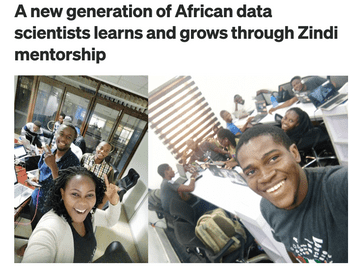 A new generation of African data
scientists learns and grows through Zindi
mentorship